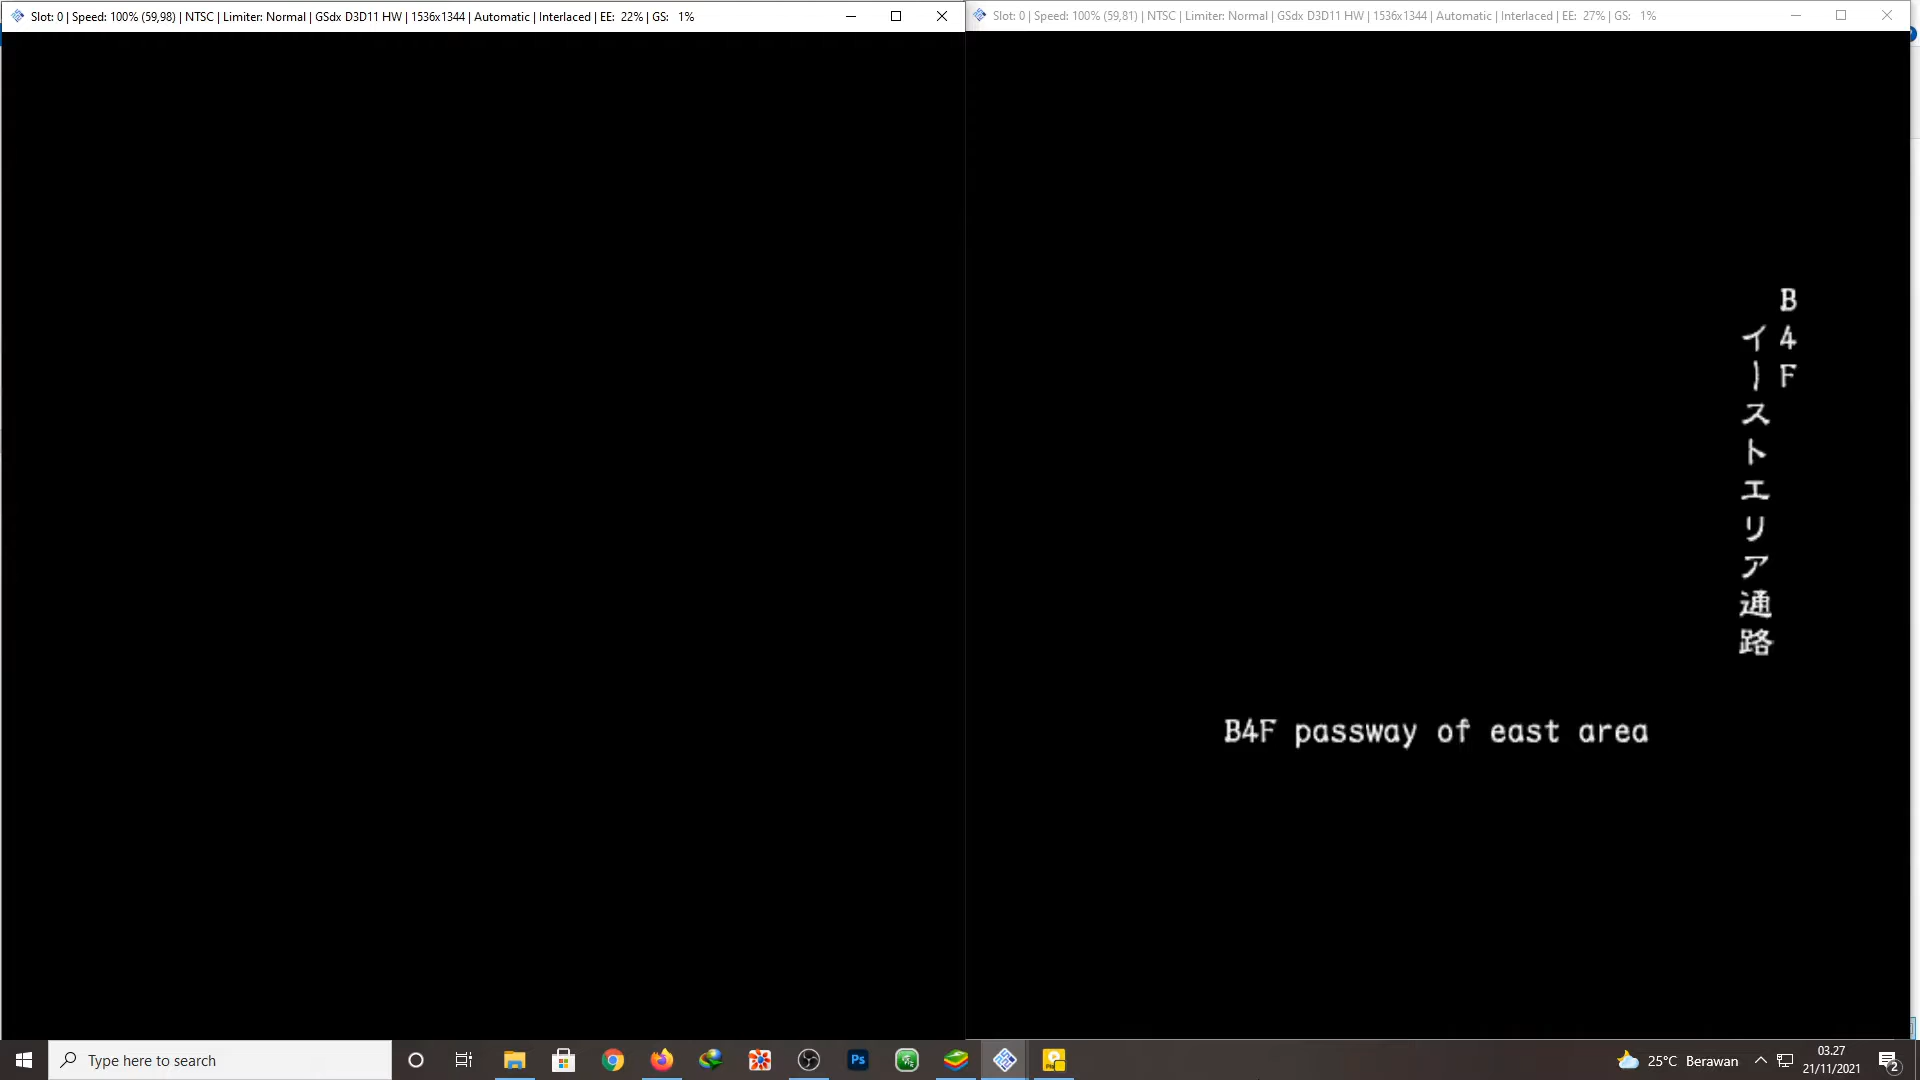 Slot: 0 | Speed: 100% (59,98) | NTSC | Limiter: Normal | GSdx D3D11 HW | 1536x1344 | Automatic | Interlaced | EE: 22% | GS: 1%
Slot: 0 | Speed: 100% (59,81) | NTSC | Limiter: Normal | GSdx D3D11 HW | 1536x1344 | Automatic | Interlaced | EE: 27% | GS: 1%
B4F
イーストエリア通路
B4F passway of east area
Type here to search
Ps
25°C Berawan
03.27
21/11/2021
2